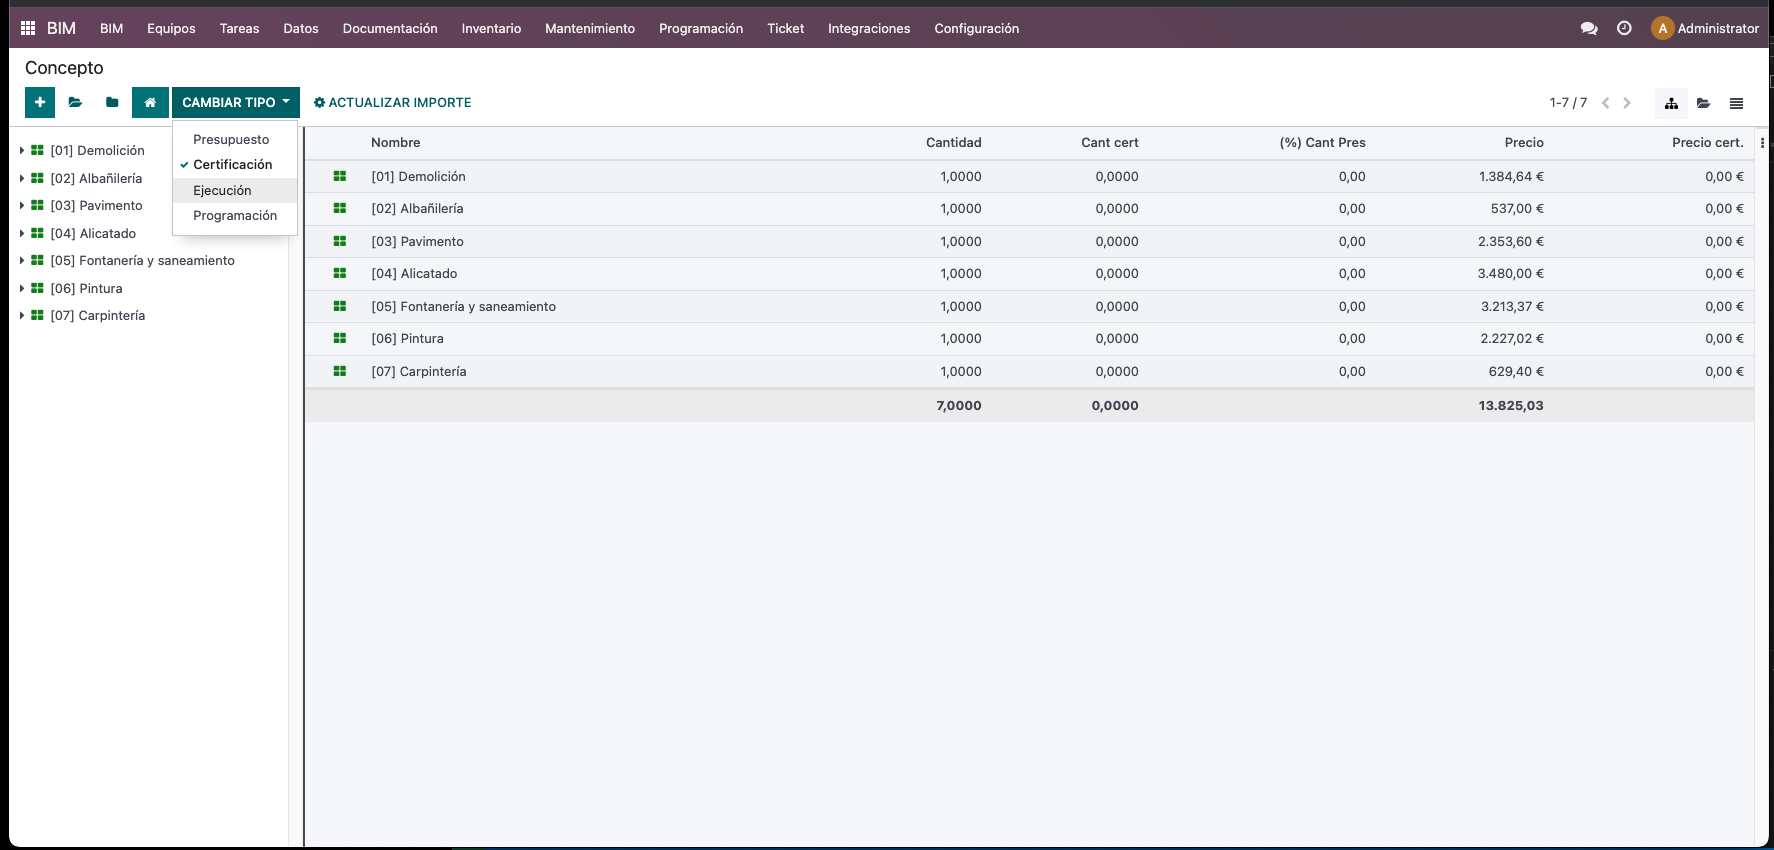 BIM BIM Equipos Tareas Datos Documentación Inventario Mantenimiento Programación Ticket Integraciones Configuración A Administrator
Concepto
CAMBIAR TIPO ACTUALIZAR IMPORTE 1-7 / 7
Presupuesto
Certificación
Ejecución
Programación
[01] Demolición
[02] Albañilería
[03] Pavimento
[04] Alicatado
[05] Fontanería y saneamiento
[06] Pintura
[07] Carpintería
Nombre Cantidad Cant cert (%) Cant Pres Precio Precio cert.
[01] Demolición 1,0000 0,0000 0,00 1.384,64 € 0,00 €
[02] Albañilería 1,0000 0,0000 0,00 537,00 € 0,00 €
[03] Pavimento 1,0000 0,0000 0,00 2.353,60 € 0,00 €
[04] Alicatado 1,0000 0,0000 0,00 3.480,00 € 0,00 €
[05] Fontanería y saneamiento 1,0000 0,0000 0,00 3.213,37 € 0,00 €
[06] Pintura 1,0000 0,0000 0,00 2.227,02 € 0,00 €
[07] Carpintería 1,0000 0,0000 0,00 629,40 € 0,00 €
7,0000 0,0000 13.825,03